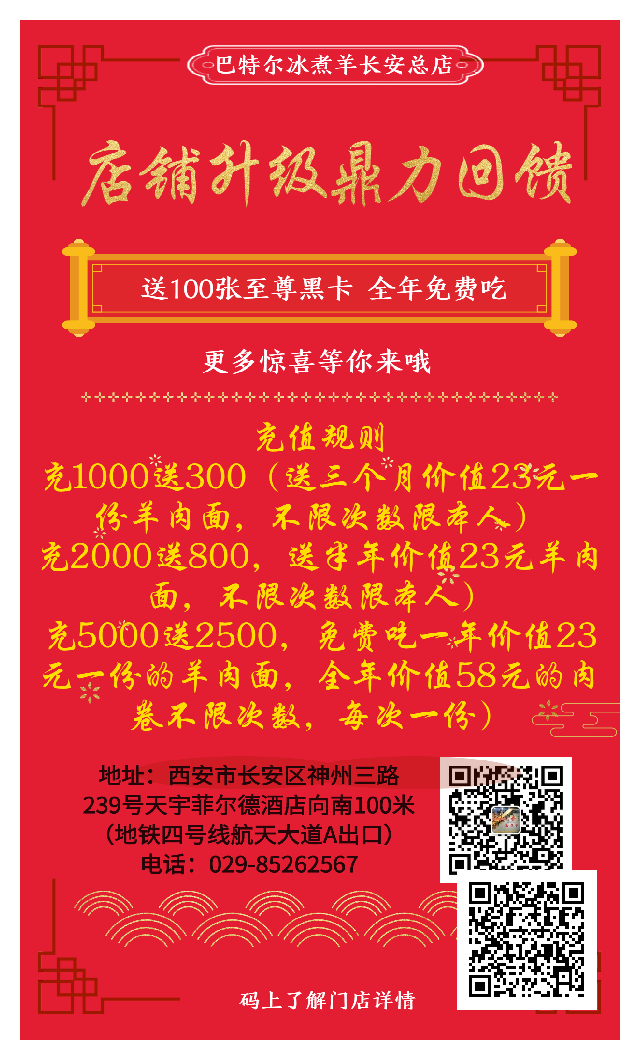 巴特尔冰煮羊长安总店
店铺升级鼎力回馈
送100张至尊黑卡 全年免费吃
更多惊喜等你来哦
充值规则
充1000送300（送三个月价值23元一
份羊肉面，不限次数限本人）
充2000送800，送半年价值23元羊肉
面，不限次数限本人）
充5000送2500，免费吃一年价值23
元一份的羊肉面，全年价值58元的肉
卷不限次数，每次一份）
地址：西安市长安区神州三路
239号天宇菲尔德酒店向南100米
（地铁四号线航天大道A出口）
电话：029-85262567
码上了解门店详情